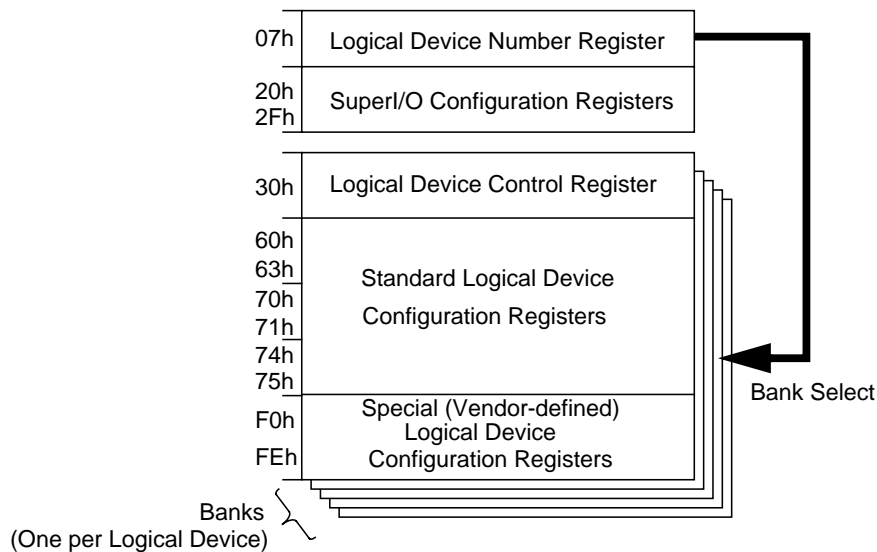 07h Logical Device Number Register
20h
2Fh
SuperI/O Configuration Registers
30h Logical Device Control Register
60h
63h
70h
71h
74h
75h
Standard Logical Device
Configuration Registers
Bank Select
F0h
FEh
Special (Vendor-defined)
Logical Device
Configuration Registers
Banks
(One per Logical Device)